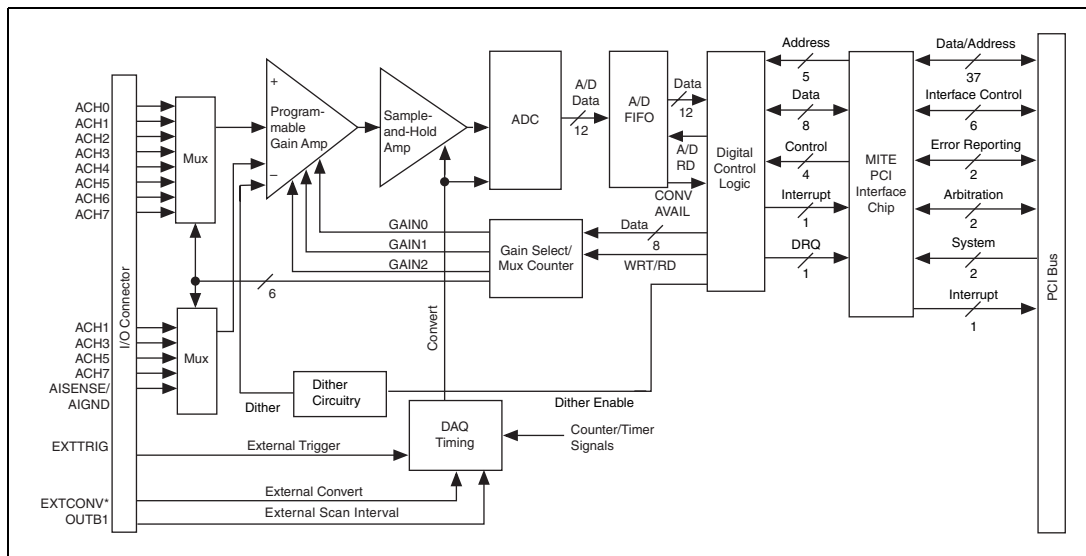 I/O Connector
ACH0
ACH1
ACH2
ACH3
ACH4
ACH5
ACH6
ACH7
Mux
ACH1
ACH3
ACH5
ACH7
AISENSE/
AIGND
Mux
EXTTRIG
EXTCONV*
OUTB1
+
Program-
mable
Gain Amp
–
Sample-
and-Hold
Amp
ADC
A/D
Data
12
A/D
FIFO
Data
12
A/D
RD
CONV
AVAIL
Digital
Control
Logic
GAIN0
GAIN1
GAIN2
6
Gain Select/
Mux Counter
Data
8
WRT/RD
Convert
Dither
Dither
Circuitry
Dither Enable
DAQ
Timing
Counter/Timer
Signals
External Trigger
External Convert
External Scan Interval
Address
5
Data
8
Control
4
Interrupt
1
DRQ
1
MITE
PCI
Interface
Chip
Data/Address
37
Interface Control
6
Error Reporting
2
Arbitration
2
System
2
Interrupt
1
PCI Bus